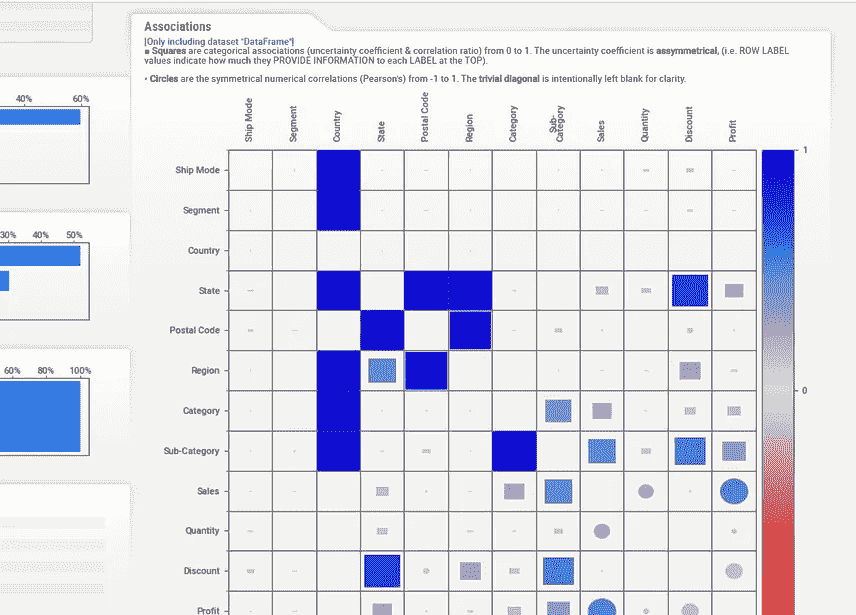 Associations
[Only including dataset "DataFrame"]
■ Squares are categorical associations (uncertainty coefficient & correlation ratio) from 0 to 1. The uncertainty coefficient is assymmetrical, (i.e. ROW LABEL
values indicate how much they PROVIDE INFORMATION to each LABEL at the TOP).
• Circles are the symmetrical numerical correlations (Pearson's) from -1 to 1. The trivial diagonal is intentionally left blank for clarity.
40% 60%
30% 40% 50%
60% 80% 100%
Ship Mode
Segment
Country
State
Postal Code
Region
Category
Sub-
Category
Sales
Quantity
Discount
Profit
Ship Mode
Segment
Country
State
Postal Code
Region
Category
Sub-Category
Sales
Quantity
Discount
Profit
1
0